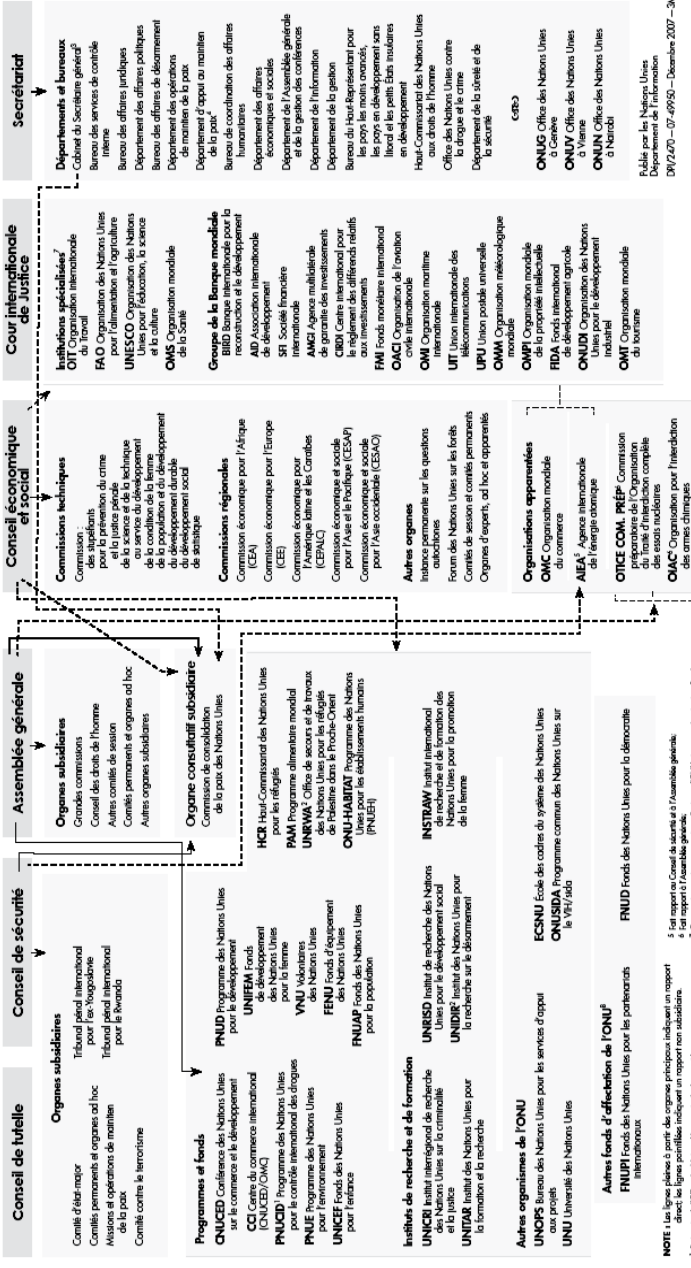 Conseil de tutelle
Conseil de sécurité
Assemblée générale
Conseil économique
et social
Cour internationale
de Justice
Secrétariat
Organes subsidiaires
Comité d'état-major
Comités permanents et organes ad hoc
Missions et opérations de maintien
de la paix
Comité contre le terrorisme
Tribunal pénal international
pour l'ex-Yougoslavie
Tribunal pénal international
pour le Rwanda
Organes subsidiaires
Grandes commissions
Conseil des droits de l'homme
Autres comités de session
Comités permanents et organes ad hoc
Autres organes subsidiaires
Organe consultatif subsidiaire
Commission de consolidation
de la paix des Nations Unies
Programmes et fonds
CNUCED Conférence des Nations Unies
sur le commerce et le développement
CCI Centre du commerce international
(CNUCED/OMC)
PNUCID¹ Programme des Nations Unies
pour le contrôle international des drogues
PNUE Programme des Nations Unies
pour l'environnement
UNICEF Fonds des Nations Unies
pour l'enfance
PNUD Programme des Nations Unies
pour le développement
UNIFEM Fonds
de développement
des Nations Unies
pour la femme
VNU Volontaires
des Nations Unies
FENU Fonds d'équipement
des Nations Unies
FNUAP Fonds des Nations Unies
pour la population
HCR Haut-Commissariat des Nations Unies
pour les réfugiés
PAM Programme alimentaire mondial
UNRWA² Office de secours et de travaux
des Nations Unies pour les réfugiés
de Palestine dans le Proche-Orient
ONU-HABITAT Programme des Nations
Unies pour les établissements humains
(PNUEH)
Instituts de recherche et de formation
UNICRI Institut interrégional de recherche
des Nations Unies sur la criminalité
et la justice
UNITAR Institut des Nations Unies pour
la formation et la recherche
UNRISD Institut de recherche des Nations
Unies pour le développement social
UNIDIR² Institut des Nations Unies pour
la recherche sur le désarmement
INSTRAW Institut international
de recherche et de formation des
Nations Unies pour la promotion
de la femme
Autres organismes de l'ONU
UNOPS Bureau des Nations Unies pour les services d'appui
aux projets
UNU Université des Nations Unies
ECSNU École des cadres du système des Nations Unies
ONUSIDA Programme commun des Nations Unies sur
le VIH/sida
Autres fonds d'affectation de l'ONU⁸
FNUPI Fonds des Nations Unies pour les partenariats
internationaux
FNUD Fonds des Nations Unies pour la démocratie
Commissions techniques
Commission :
des stupéfiants
pour la prévention du crime
et la justice pénale
de la science et de la technique
au service du développement
de la condition de la femme
de la population et du développement
du développement durable
du développement social
de statistique
Commissions régionales
Commission économique pour l'Afrique
(CEA)
Commission économique pour l'Europe
(CEE)
Commission économique pour
l'Amérique latine et les Caraïbes
(CEPALC)
Commission économique et sociale
pour l'Asie et le Pacifique (CESAP)
Commission économique et sociale
pour l'Asie occidentale (CESAO)
Autres organes
Instance permanente sur les questions
autochtones
Forum des Nations Unies sur les forêts
Comités de session et comités permanents
Organes d'experts, ad hoc et apparentés
Organisations apparentées
OMC Organisation mondiale
du commerce
AIEA⁵ Agence internationale
de l'énergie atomique
OTICE COM. PRÉP⁶ Commission
préparatoire de l'Organisation
du Traité d'interdiction complète
des essais nucléaires
OIAC⁶ Organisation pour l'interdiction
des armes chimiques
Institutions spécialisées⁷
OIT Organisation internationale
du Travail
FAO Organisation des Nations Unies
pour l'alimentation et l'agriculture
UNESCO Organisation des Nations
Unies pour l'éducation, la science
et la culture
OMS Organisation mondiale
de la Santé
Groupe de la Banque mondiale
BIRD Banque internationale pour la
reconstruction et le développement
AID Association internationale
de développement
SFI Société financière
internationale
AMGI Agence multilatérale
de garantie des investissements
CIRDI Centre international pour
le règlement des différends relatifs
aux investissements
FMI Fonds monétaire international
OACI Organisation de l'aviation
civile internationale
OMI Organisation maritime
internationale
UIT Union internationale des
télécommunications
UPU Union postale universelle
OMM Organisation météorologique
mondiale
OMPI Organisation mondiale
de la propriété intellectuelle
FIDA Fonds international
de développement agricole
ONUDI Organisation des Nations
Unies pour le développement
industriel
OMT Organisation mondiale
du tourisme
Départements et bureaux
Cabinet du Secrétaire général³
Bureau des services de contrôle
interne
Bureau des affaires juridiques
Département des affaires politiques
Bureau des affaires de désarmement
Département des opérations
de maintien de la paix
Département d'appui au maintien
de la paix⁴
Bureau de coordination des affaires
humanitaires
Département des affaires
économiques et sociales
Département de l'Assemblée générale
et de la gestion des conférences
Département de l'information
Département de la gestion
Bureau du Haut-Représentant pour
les pays les moins avancés,
les pays en développement sans
littoral et les petits États insulaires
en développement
Haut-Commissariat des Nations Unies
aux droits de l'homme
Office des Nations Unies contre
la drogue et le crime
Département de la sûreté et de
la sécurité
ONUG Office des Nations Unies
à Genève
ONUV Office des Nations Unies
à Vienne
ONUN Office des Nations Unies
à Nairobi
Publié par les Nations Unies
Département de l'information
DPI/2470 — 07-49950 — Décembre 2007 —
NOTE : Les lignes pleines à partir des organes principaux indiquent un rapport
direct; les lignes pointillées indiquent un rapport non subsidiaire.
5 Fait rapport au Conseil de sécurité et à l'Assemblée générale.
6 Fait rapport à l'Assemblée générale.